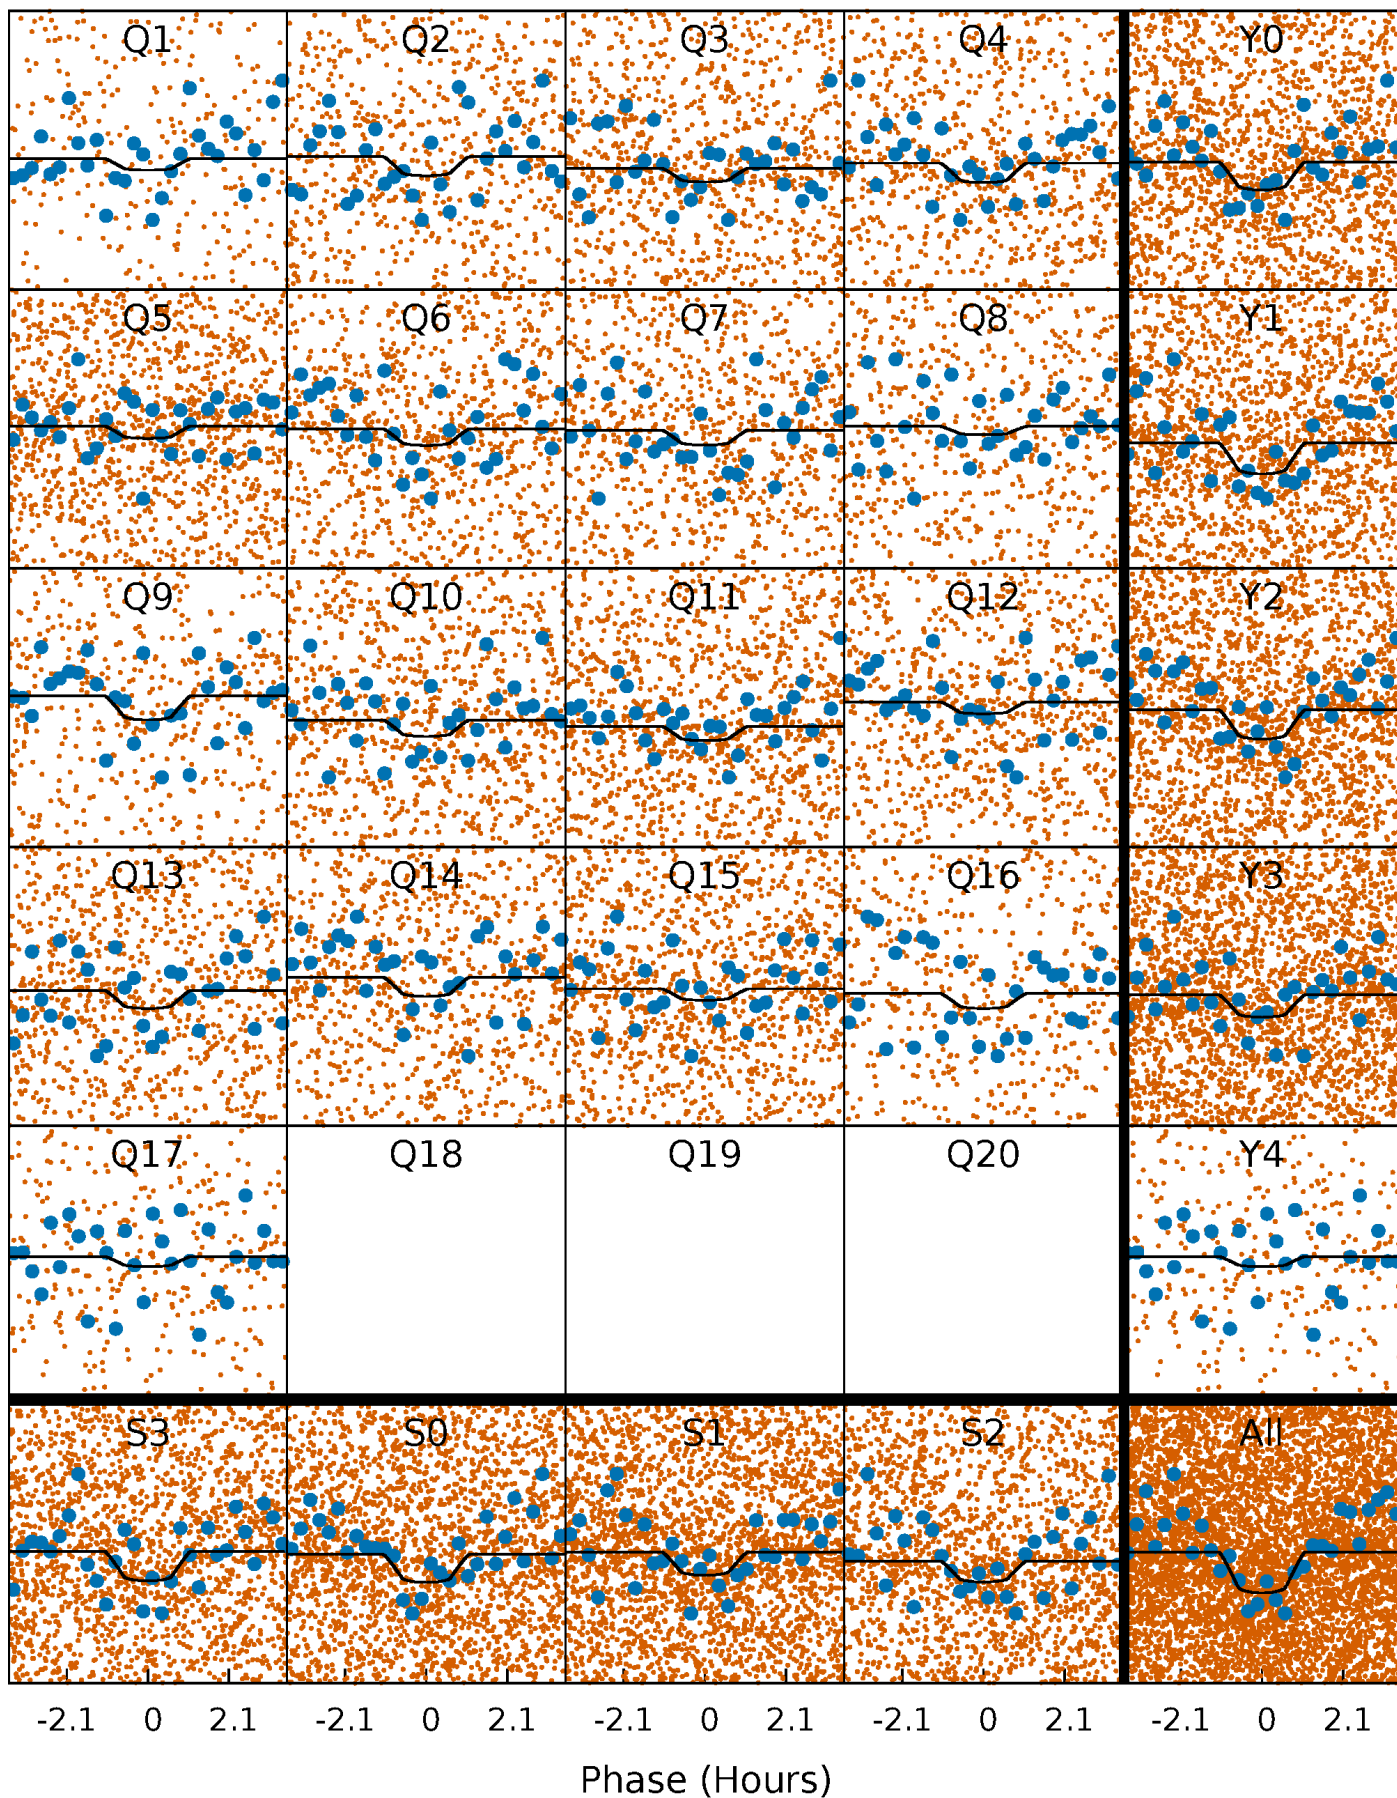 Q1 Q2 Q3 Q4 Y0
Q5 Q6 Q7 Q8 Y1
Q9 Q10 Q11 Q12 Y2
Q13 Q14 Q15 Q16 Y3
Q17 Q18 Q19 Q20 Y4
S3 S0 S1 S2 All
-2.1 0 2.1 -2.1 0 2.1 -2.1 0 2.1 -2.1 0 2.1 -2.1 0 2.1
Phase (Hours)